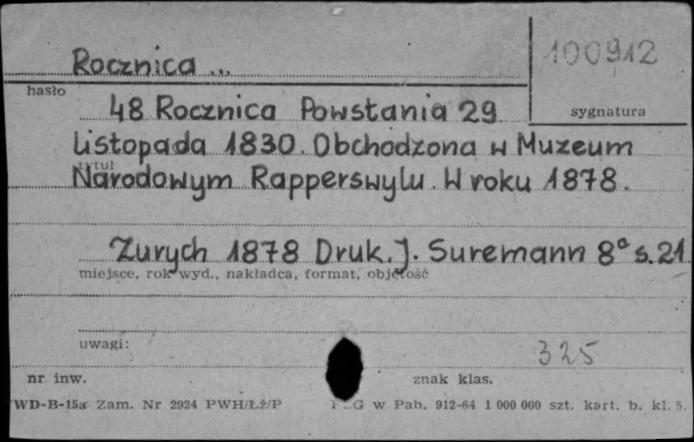 Rocznica ...
100912
hasło
sygnatura
48 Rocznica Powstania 29
Listopada 1830. Obchodzona w Muzeum
tytuł
Narodowym Rapperswylu. W roku 1878.
Zurych 1878 Druk. J. Suremann 8° s. 21
miejsce, rok wyd., nakładca, format, objętość
uwagi:
325
nr inw.
znak klas.
WD-B-15a Zam. Nr 2924 PWH/Łż/P
G w Pab. 912-64 1 000 000 szt. kart. b. kl. 5.